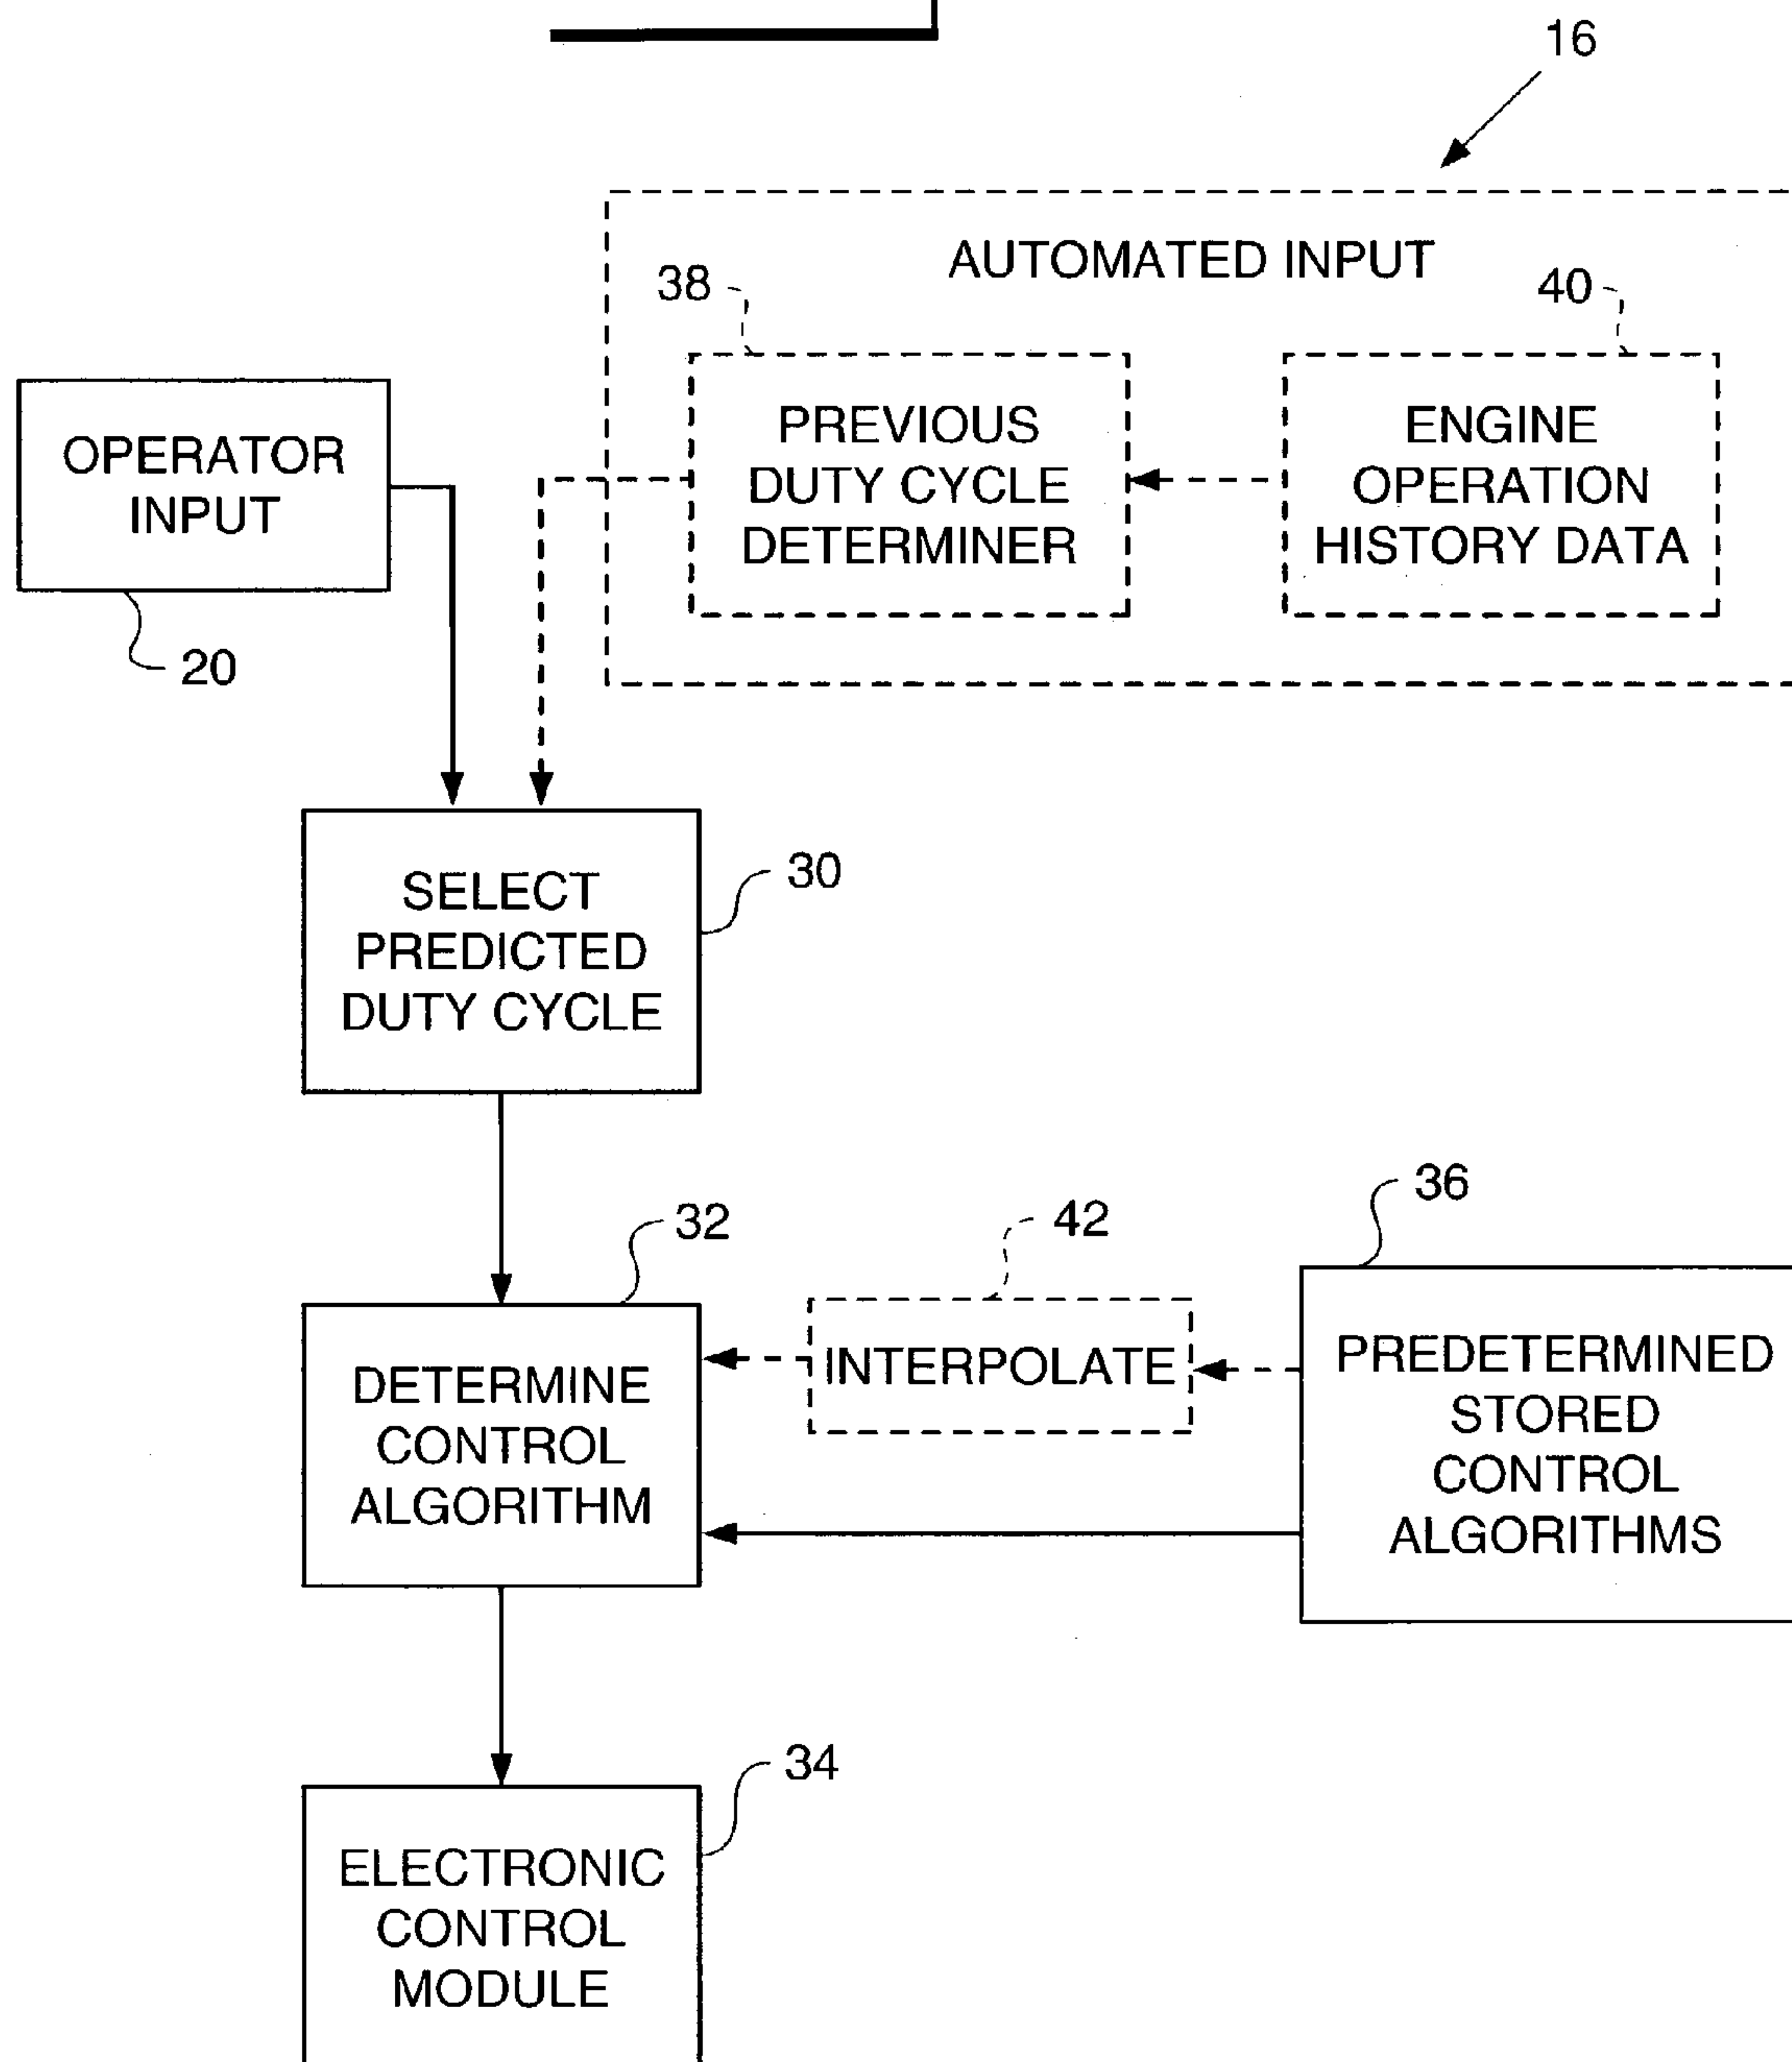 16
AUTOMATED INPUT
38
40
PREVIOUS
DUTY CYCLE
DETERMINER
ENGINE
OPERATION
HISTORY DATA
OPERATOR
INPUT
20
SELECT
PREDICTED
DUTY CYCLE
30
32
42
36
DETERMINE
CONTROL
ALGORITHM
INTERPOLATE
PREDETERMINED
STORED
CONTROL
ALGORITHMS
34
ELECTRONIC
CONTROL
MODULE